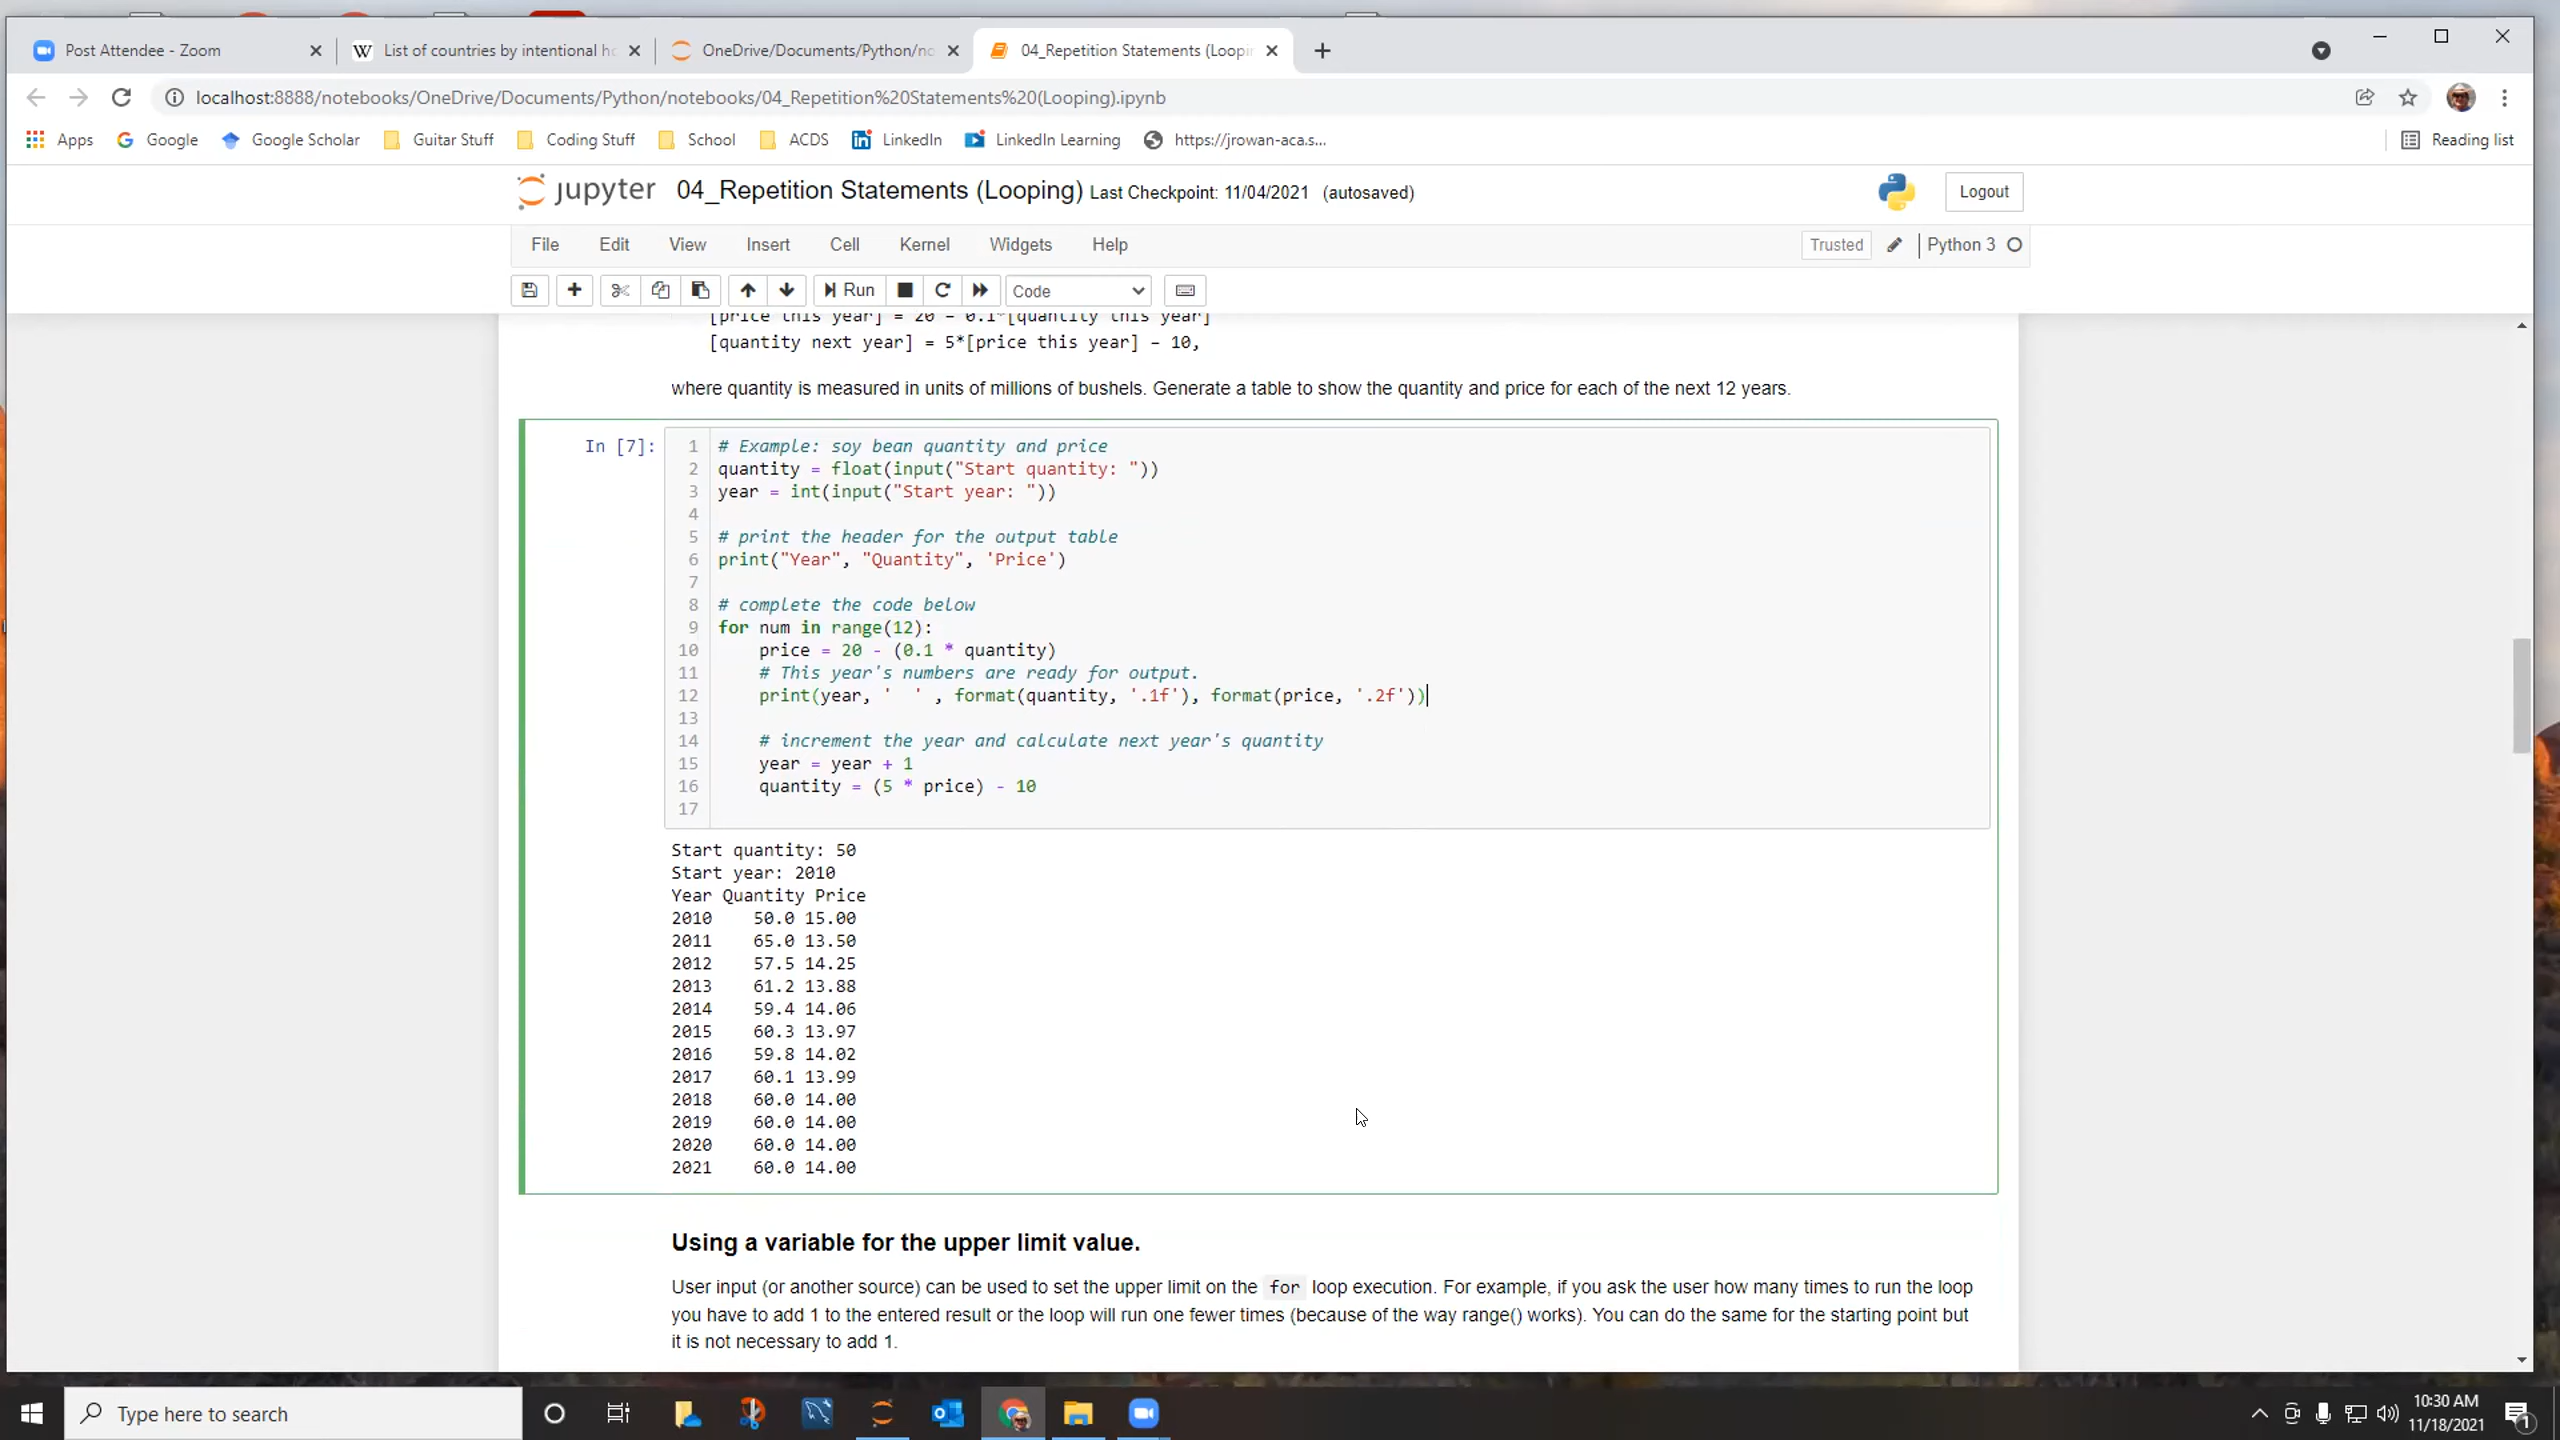 Post Attendee - Zoom
List of countries by intentional ho
OneDrive/Documents/Python/no
04_Repetition Statements (Loopin
localhost:8888/notebooks/OneDrive/Documents/Python/notebooks/04_Repetition%20Statements%20(Looping).ipynb
Apps Google Google Scholar Guitar Stuff Coding Stuff School ACDS LinkedIn LinkedIn Learning https://jrowan-aca.s... Reading list
jupyter 04_Repetition Statements (Looping) Last Checkpoint: 11/04/2021 (autosaved) Logout
File Edit View Insert Cell Kernel Widgets Help Trusted Python 3
Run Code
[price this year] = 20 – 0.1*[quantity this year]
[quantity next year] = 5*[price this year] – 10,
where quantity is measured in units of millions of bushels. Generate a table to show the quantity and price for each of the next 12 years.
In [7]:
1 # Example: soy bean quantity and price
2 quantity = float(input("Start quantity: "))
3 year = int(input("Start year: "))
4
5 # print the header for the output table
6 print("Year", "Quantity", 'Price')
7
8 # complete the code below
9 for num in range(12):
10     price = 20 - (0.1 * quantity)
11     # This year's numbers are ready for output.
12     print(year, '  ' , format(quantity, '.1f'), format(price, '.2f'))
13
14     # increment the year and calculate next year's quantity
15     year = year + 1
16     quantity = (5 * price) - 10
17
Start quantity: 50
Start year: 2010
Year Quantity Price
2010    50.0 15.00
2011    65.0 13.50
2012    57.5 14.25
2013    61.2 13.88
2014    59.4 14.06
2015    60.3 13.97
2016    59.8 14.02
2017    60.1 13.99
2018    60.0 14.00
2019    60.0 14.00
2020    60.0 14.00
2021    60.0 14.00
Using a variable for the upper limit value.
User input (or another source) can be used to set the upper limit on the for loop execution. For example, if you ask the user how many times to run the loop
you have to add 1 to the entered result or the loop will run one fewer times (because of the way range() works). You can do the same for the starting point but
it is not necessary to add 1.
Type here to search
10:30 AM
11/18/2021
1